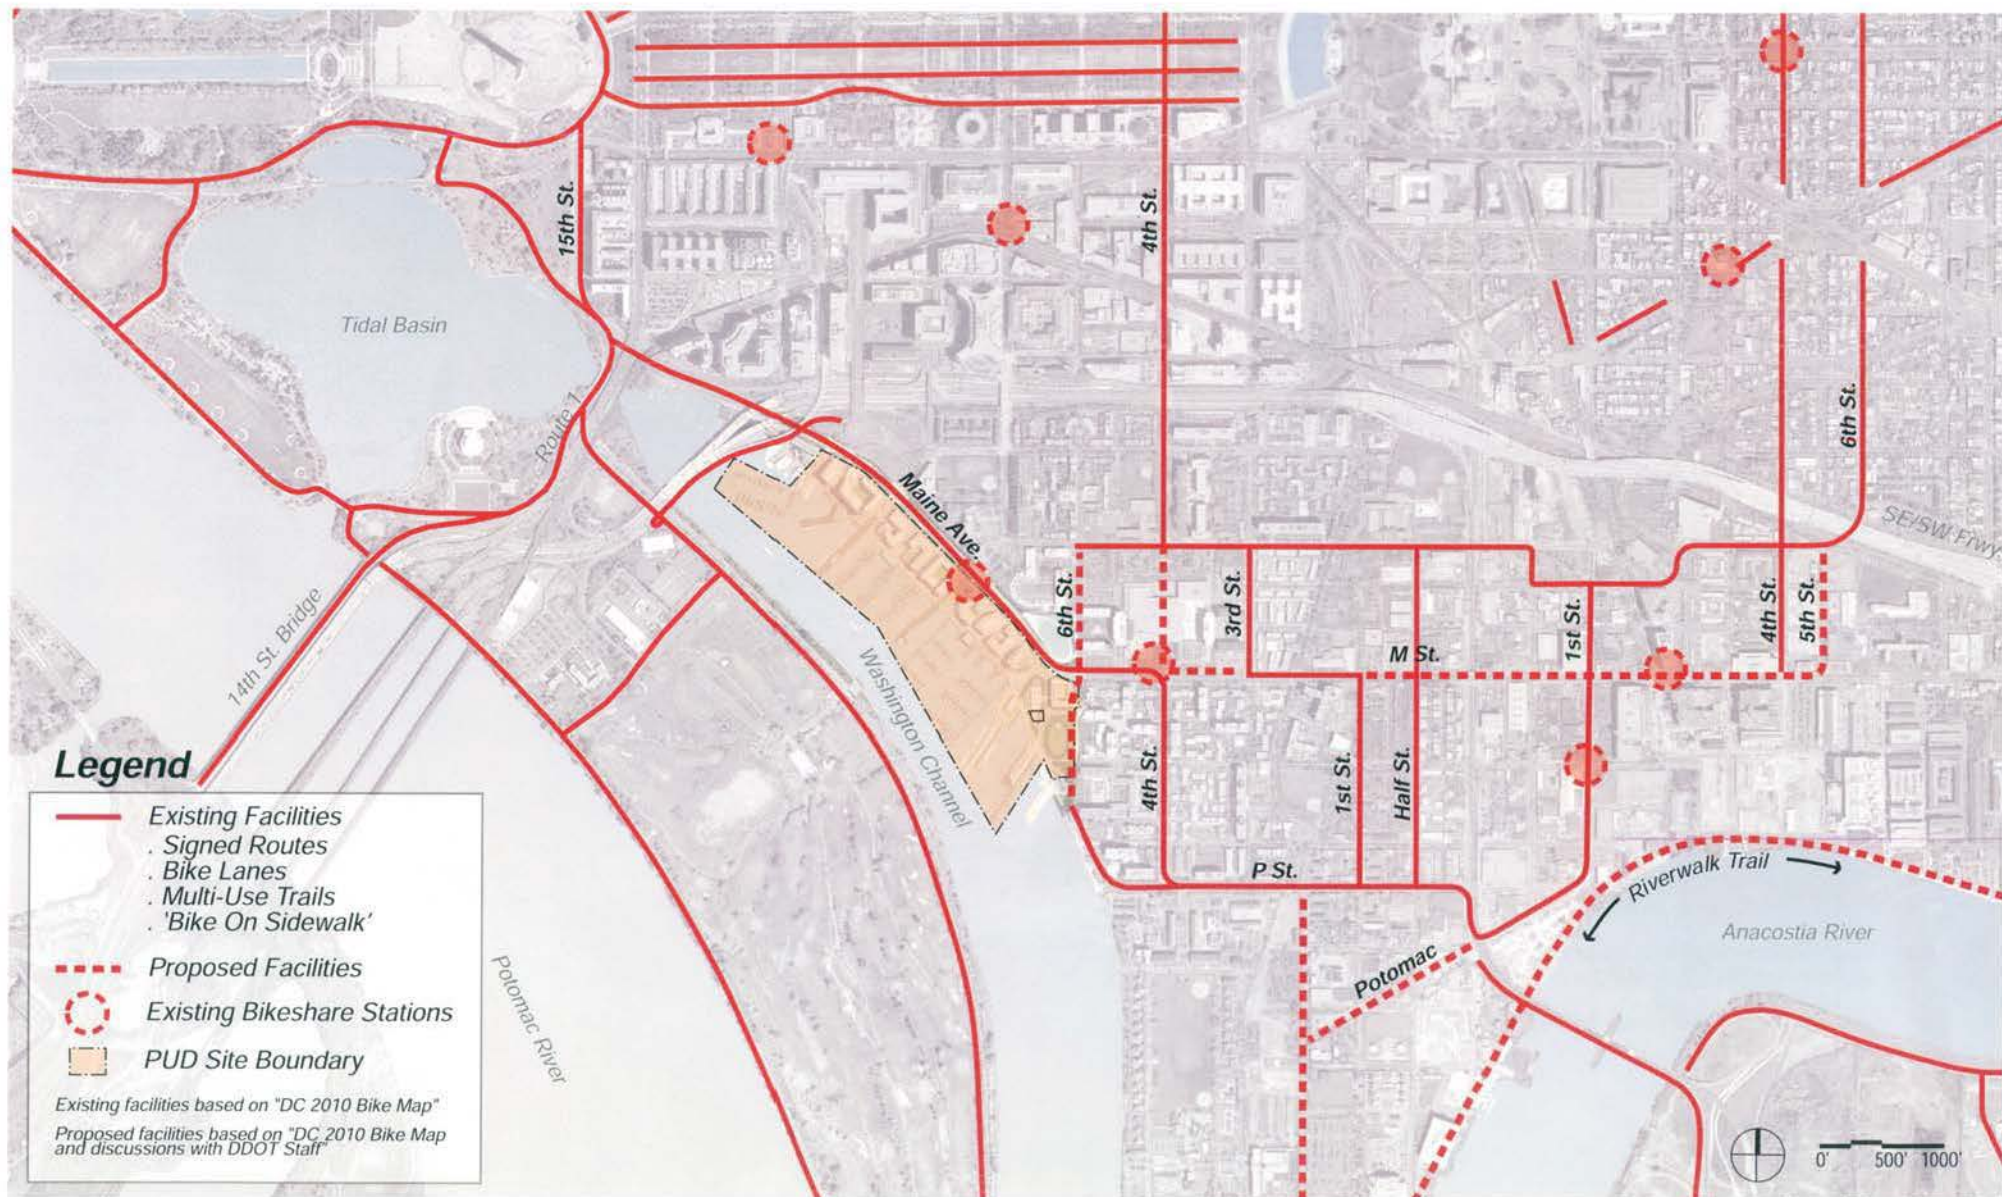 15th St.
4th St.
Tidal Basin
Route 1
6th St.
Maine Ave.
SE/SW Frwy
14th St. Bridge
6th St.
3rd St.
M St.
1st St.
4th St.
5th St.
Washington Channel
4th St.
1st St.
Half St.
P St.
Riverwalk Trail
Anacostia River
Potomac
Potomac River
Legend
Existing Facilities
. Signed Routes
. Bike Lanes
. Multi-Use Trails
. 'Bike On Sidewalk'
Proposed Facilities
Existing Bikeshare Stations
PUD Site Boundary
Existing facilities based on "DC 2010 Bike Map"
Proposed facilities based on "DC 2010 Bike Map
and discussions with DDOT Staff"
0' 500' 1000'